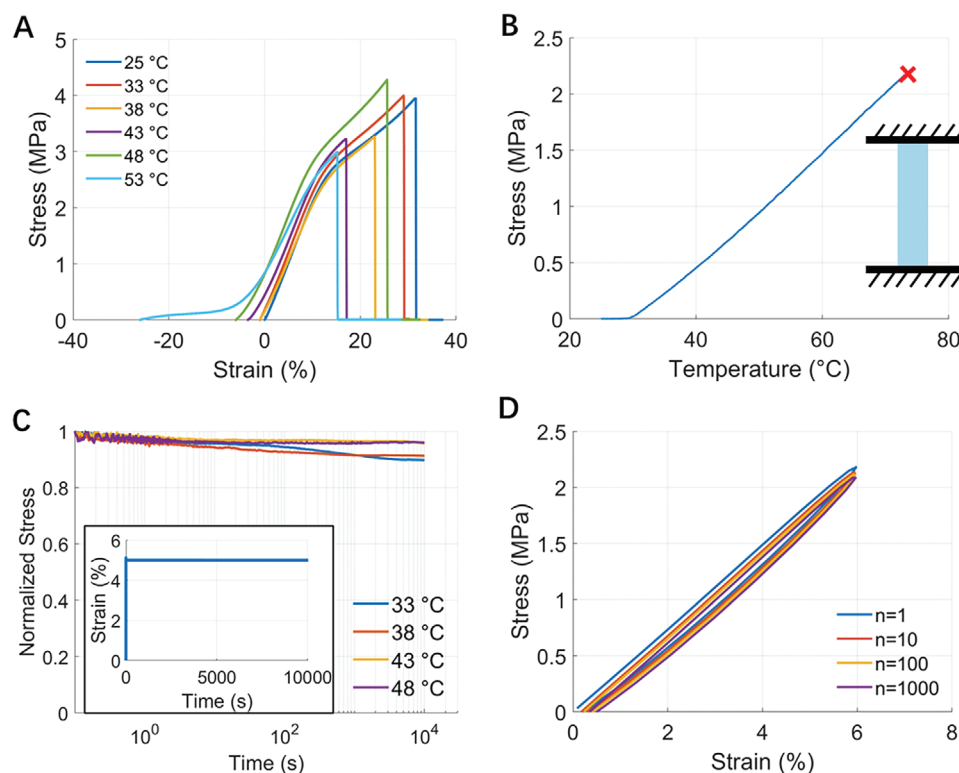 A
Stress (MPa)
5
4
3
2
1
0
-40
-20
0
20
40
Strain (%)
25 °C
33 °C
38 °C
43 °C
48 °C
53 °C
B
Stress (MPa)
2.5
2
1.5
1
0.5
0
20
40
60
80
Temperature (°C)
C
Normalized Stress
1
0.8
0.6
0.4
0.2
0
10^0
10^2
10^4
Time (s)
Strain (%)
6
4
2
0
0
5000
10000
Time (s)
33 °C
38 °C
43 °C
48 °C
D
Stress (MPa)
2.5
2
1.5
1
0.5
0
0
2
4
6
8
Strain (%)
n=1
n=10
n=100
n=1000